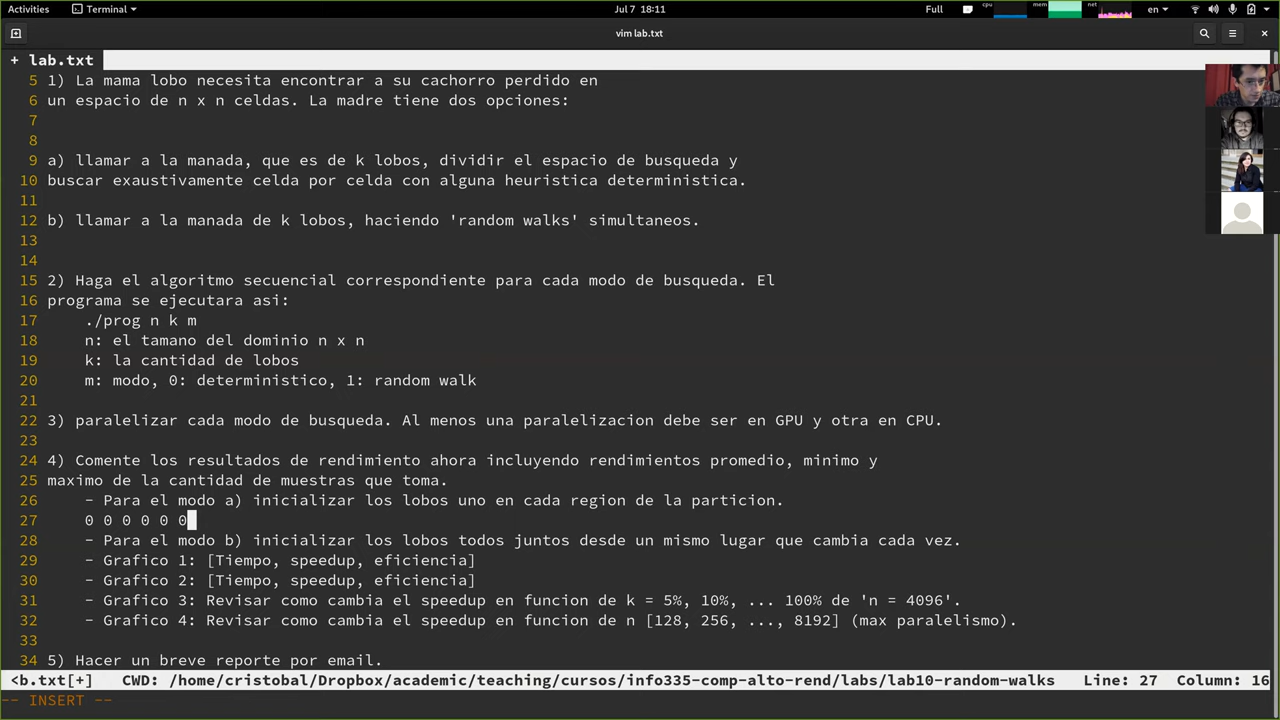 Activities Terminal Jul 7 18:11 Full cpu mem net en
vim lab.txt
+ lab.txt
5 1) La mama lobo necesita encontrar a su cachorro perdido en
6 un espacio de n x n celdas. La madre tiene dos opciones:
7
8
9 a) llamar a la manada, que es de k lobos, dividir el espacio de busqueda y
10 buscar exaustivamente celda por celda con alguna heuristica deterministica.
11
12 b) llamar a la manada de k lobos, haciendo 'random walks' simultaneos.
13
14
15 2) Haga el algoritmo secuencial correspondiente para cada modo de busqueda. El
16 programa se ejecutara asi:
17 ./prog n k m
18 n: el tamano del dominio n x n
19 k: la cantidad de lobos
20 m: modo, 0: deterministico, 1: random walk
21
22 3) paralelizar cada modo de busqueda. Al menos una paralelizacion debe ser en GPU y otra en CPU.
23
24 4) Comente los resultados de rendimiento ahora incluyendo rendimientos promedio, minimo y
25 maximo de la cantidad de muestras que toma.
26 - Para el modo a) inicializar los lobos uno en cada region de la particion.
27 0 0 0 0 0 0
28 - Para el modo b) inicializar los lobos todos juntos desde un mismo lugar que cambia cada vez.
29 - Grafico 1: [Tiempo, speedup, eficiencia]
30 - Grafico 2: [Tiempo, speedup, eficiencia]
31 - Grafico 3: Revisar como cambia el speedup en funcion de k = 5%, 10%, ... 100% de 'n = 4096'.
32 - Grafico 4: Revisar como cambia el speedup en funcion de n [128, 256, ..., 8192] (max paralelismo).
33
34 5) Hacer un breve reporte por email.
<b.txt[+] CWD: /home/cristobal/Dropbox/academic/teaching/cursos/info335-comp-alto-rend/labs/lab10-random-walks Line: 27 Column: 16
-- INSERT --